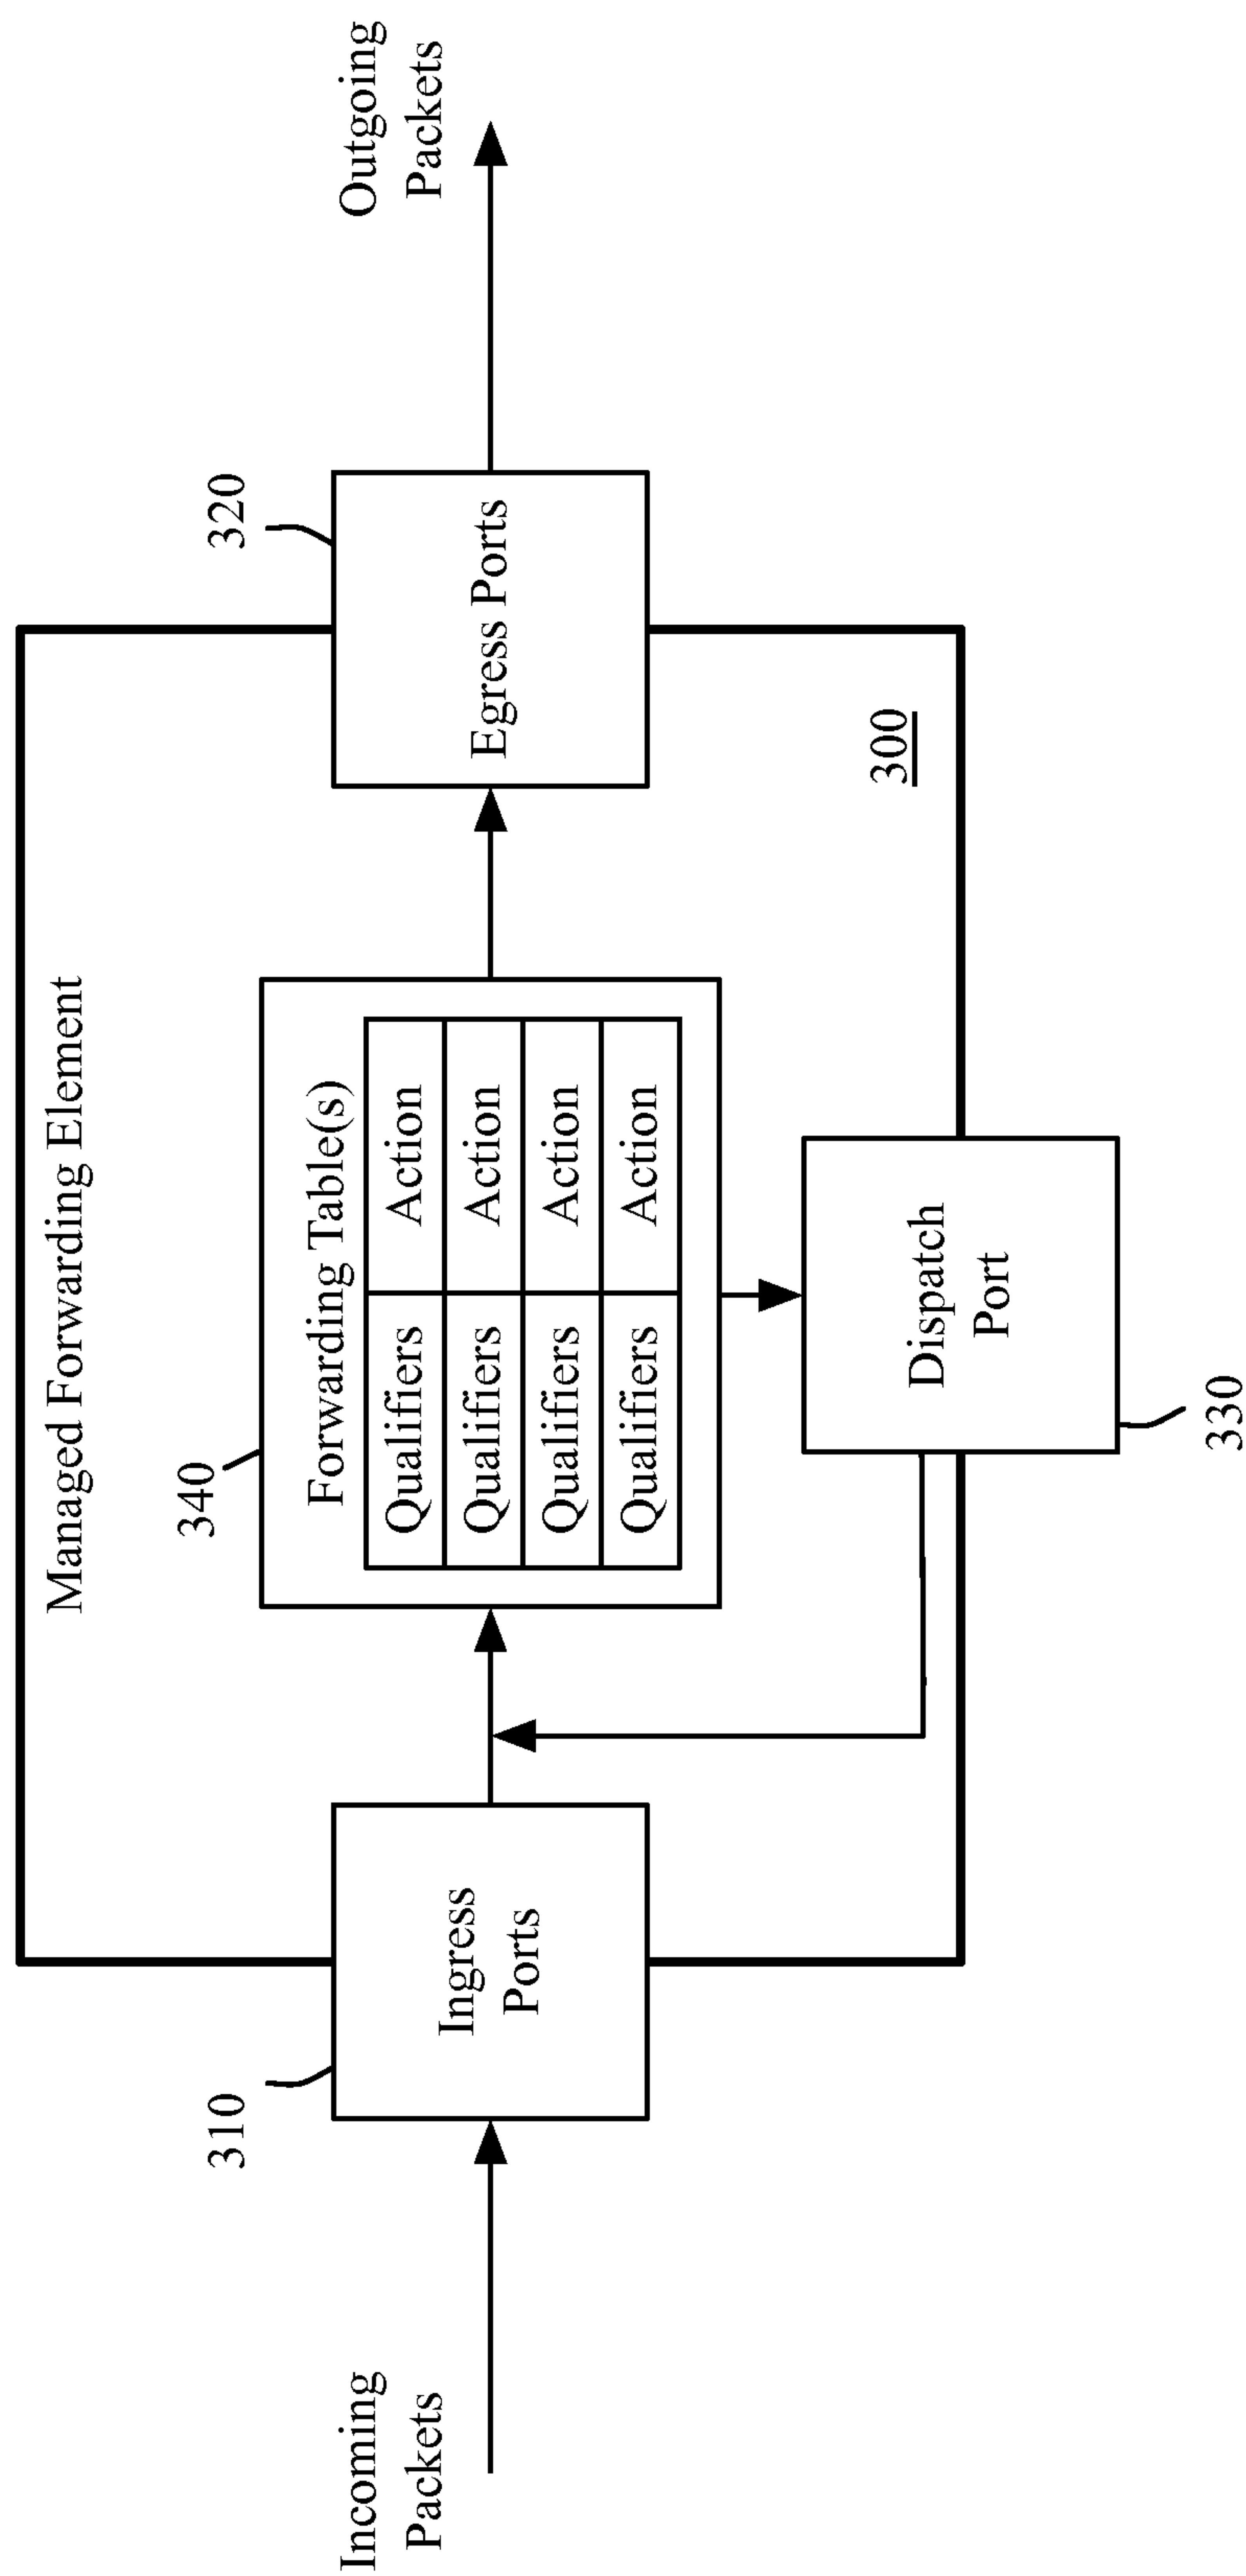 Managed Forwarding Element
340
Forwarding Table(s)
Qualifiers Action
Qualifiers Action
Qualifiers Action
Qualifiers Action
310
320
Incoming
Packets
Outgoing
Packets
Ingress
Ports
Egress Ports
300
Dispatch
Port
330